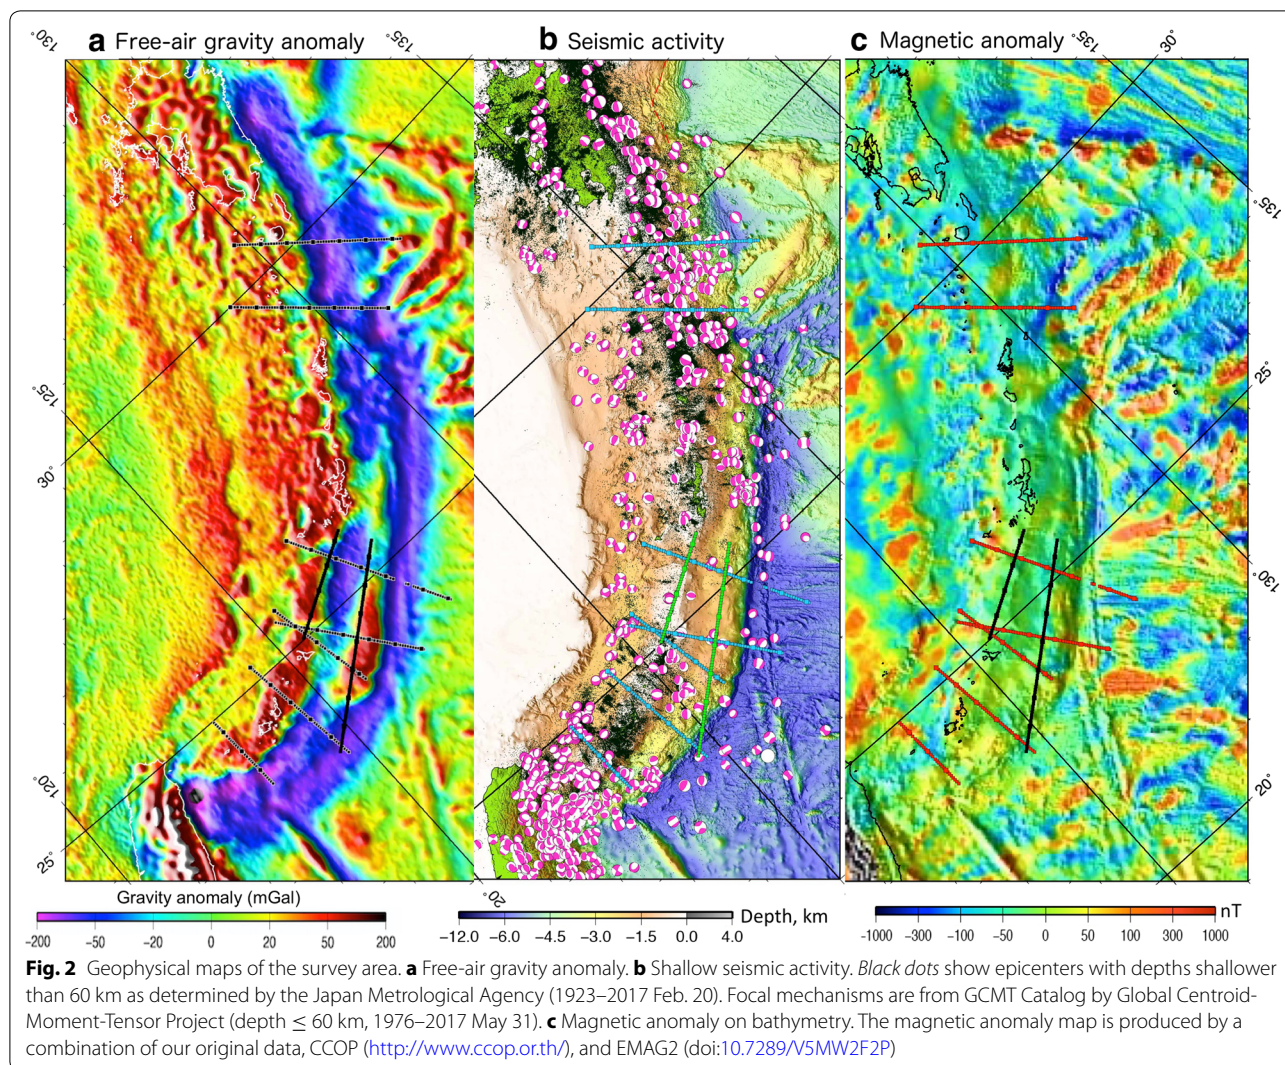 a Free-air gravity anomaly
b Seismic activity
c Magnetic anomaly
130°
135°
125°
30°
120°
25°
20°
135°
30°
135°
25°
130°
20°
Gravity anomaly (mGal)
−200 −50 −20 0 20 50 200
Depth, km
−12.0 −6.0 −4.5 −3.0 −1.5 0.0 4.0
nT
−1000 −300 −100 −50 0 50 100 300 1000
Fig. 2 Geophysical maps of the survey area. a Free-air gravity anomaly. b Shallow seismic activity. Black dots show epicenters with depths shallower
than 60 km as determined by the Japan Metrological Agency (1923–2017 Feb. 20). Focal mechanisms are from GCMT Catalog by Global Centroid-
Moment-Tensor Project (depth ≤ 60 km, 1976–2017 May 31). c Magnetic anomaly on bathymetry. The magnetic anomaly map is produced by a
combination of our original data, CCOP (http://www.ccop.or.th/), and EMAG2 (doi:10.7289/V5MW2F2P)